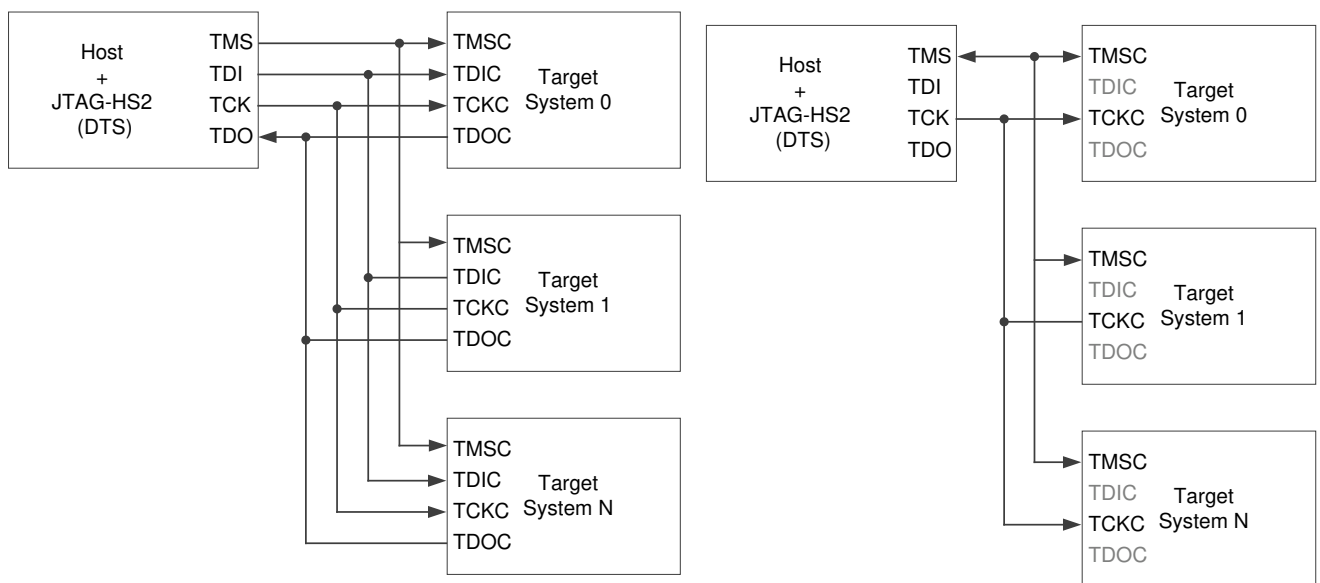 Host
+
JTAG-HS2
(DTS)
TMS
TDI
TCK
TDO
TMSC
TDIC
TCKC
TDOC
Target
System 0
TMSC
TDIC
TCKC
TDOC
Target
System 1
TMSC
TDIC
TCKC
TDOC
Target
System N
Host
+
JTAG-HS2
(DTS)
TMS
TDI
TCK
TDO
TMSC
TDIC
TCKC
TDOC
Target
System 0
TMSC
TDIC
TCKC
TDOC
Target
System 1
TMSC
TDIC
TCKC
TDOC
Target
System N